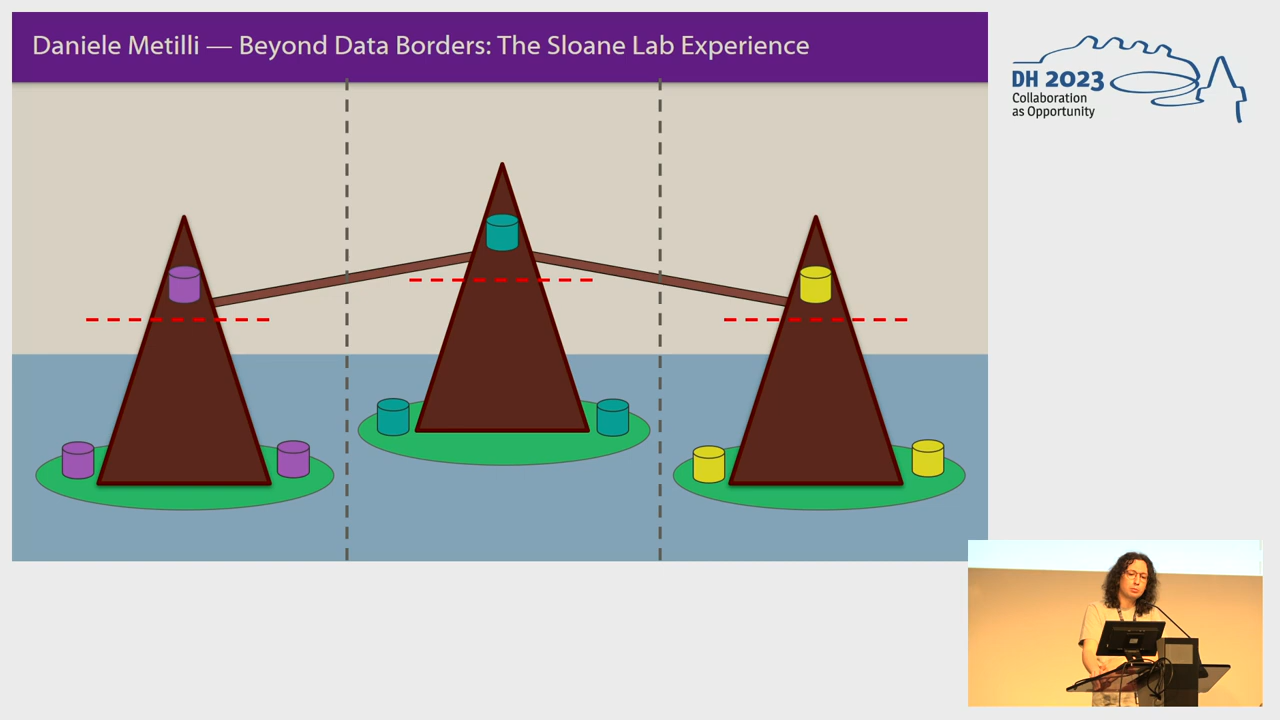 Daniele Metilli — Beyond Data Borders: The Sloane Lab Experience
DH 2023
Collaboration
as Opportunity